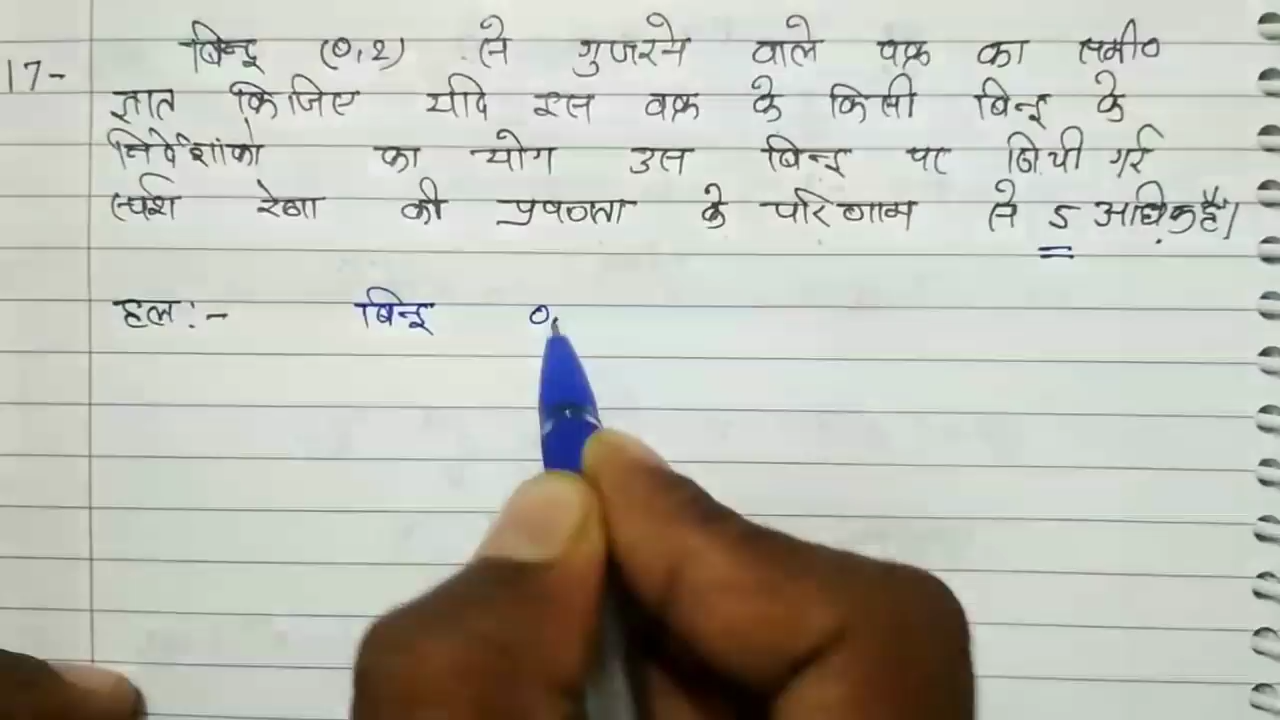 17- बिन्दु (0,2) से गुजरने वाले वक्र का समी०
ज्ञात किजिए यदि इस वक्र के किसी बिन्दु के
निर्देशांको का योग उस बिन्दु पर खिची गई
स्पर्श रेखा की प्रवणता के परिणाम से 5 अधिक है।
हल:- बिन्दु 0,